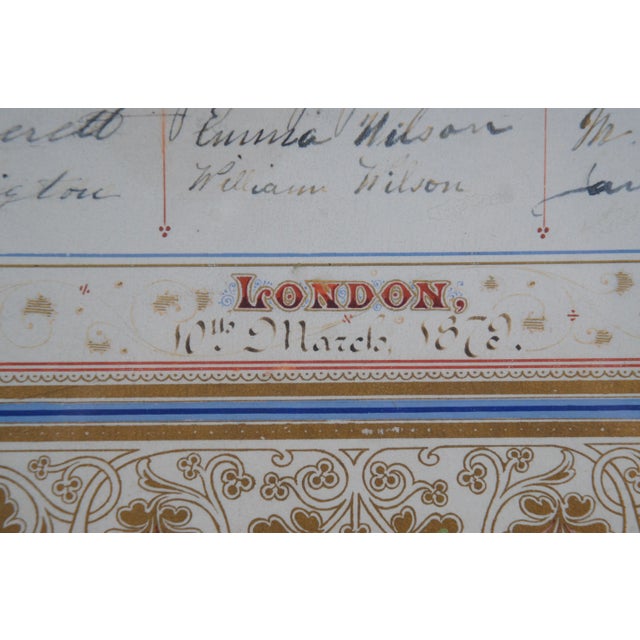 Emma Wilson M.
William Wilson
LONDON,
10th March, 1879.